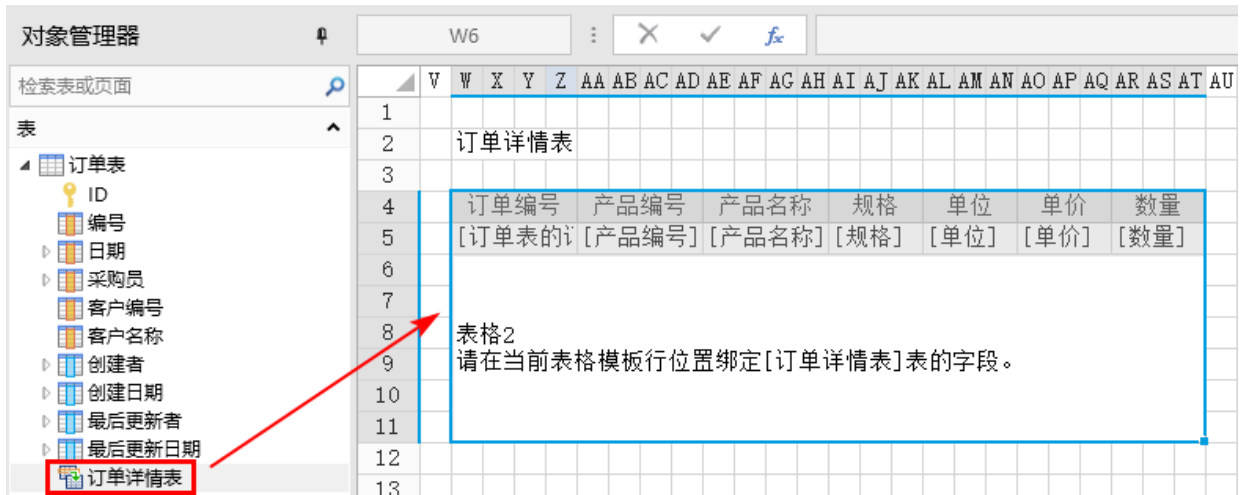 对象管理器
W6
fx
检索表或页面
V W X Y Z AA AB AC AD AE AF AG AH AI AJ AK AL AM AN AO AP AQ AR AS AT AU
表
1
2 订单详情表
3
4 订单编号 产品编号 产品名称 规格 单位 单价 数量
5 [订单表的订 [产品编号] [产品名称] [规格] [单位] [单价] [数量]
6
7
8 表格2
9 请在当前表格模板行位置绑定[订单详情表]表的字段。
10
11
12
13
订单表
ID
编号
日期
采购员
客户编号
客户名称
创建者
创建日期
最后更新者
最后更新日期
订单详情表